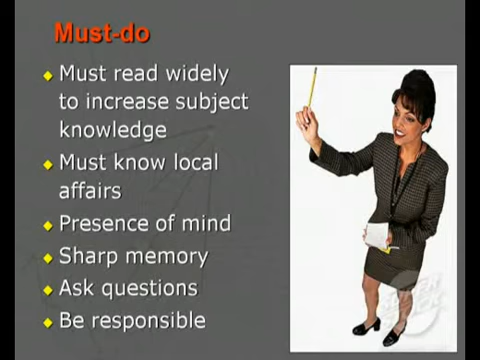 Must-do
Must read widely
to increase subject
knowledge
Must know local
affairs
Presence of mind
Sharp memory
Ask questions
Be responsible